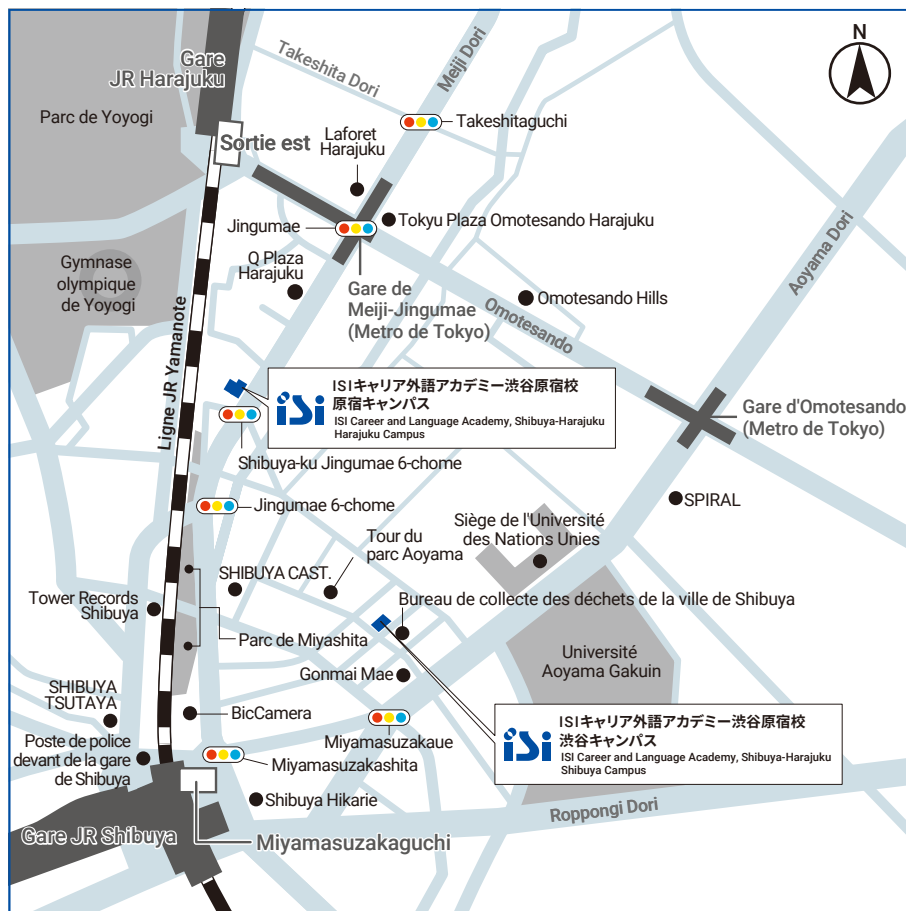 N
Gare
JR Harajuku
Takeshita Dori
Meiji Dori
Parc de Yoyogi
Takeshitaguchi
Sortie est
Laforet
Harajuku
Jingumae
Tokyu Plaza Omotesando Harajuku
Aoyama Dori
Q Plaza
Harajuku
Gymnase
olympique
de Yoyogi
Gare de
Meiji-Jingumae
(Metro de Tokyo)
Omotesando Hills
Omotesando
Ligne JR Yamanote
isi
ISIキャリア外語アカデミー渋谷原宿校
原宿キャンパス
ISI Career and Language Academy, Shibuya-Harajuku
Harajuku Campus
Gare d'Omotesando
(Metro de Tokyo)
Shibuya-ku Jingumae 6-chome
Jingumae 6-chome
SPIRAL
Siège de l'Université
des Nations Unies
Tour du
parc Aoyama
SHIBUYA CAST.
Bureau de collecte des déchets de la ville de Shibuya
Tower Records
Shibuya
Parc de Miyashita
Université
Aoyama Gakuin
Gonmai Mae
SHIBUYA
TSUTAYA
BicCamera
isi
ISIキャリア外語アカデミー渋谷原宿校
渋谷キャンパス
ISI Career and Language Academy, Shibuya-Harajuku
Shibuya Campus
Miyamasuzakaue
Poste de police
devant de la gare
de Shibuya
Miyamasuzakashita
Shibuya Hikarie
Roppongi Dori
Gare JR Shibuya
Miyamasuzakaguchi